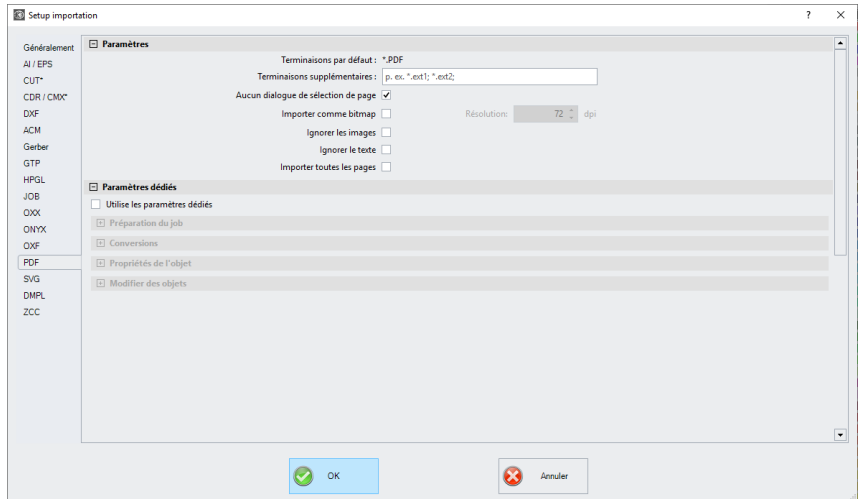 Setup importation ? ×
Généralement
AI / EPS
CUT*
CDR / CMX*
DXF
ACM
Gerber
GTP
HPGL
JOB
OXX
ONYX
OXF
PDF
SVG
DMPL
ZCC
Paramètres
Terminaisons par défaut : *.PDF
Terminaisons supplémentaires : p. ex. *.ext1; *.ext2;
Aucun dialogue de sélection de page
Importer comme bitmap Résolution: 72 dpi
Ignorer les images
Ignorer le texte
Importer toutes les pages
Paramètres dédiés
Utilise les paramètres dédiés
Préparation du job
Conversions
Propriétés de l'objet
Modifier des objets
OK Annuler